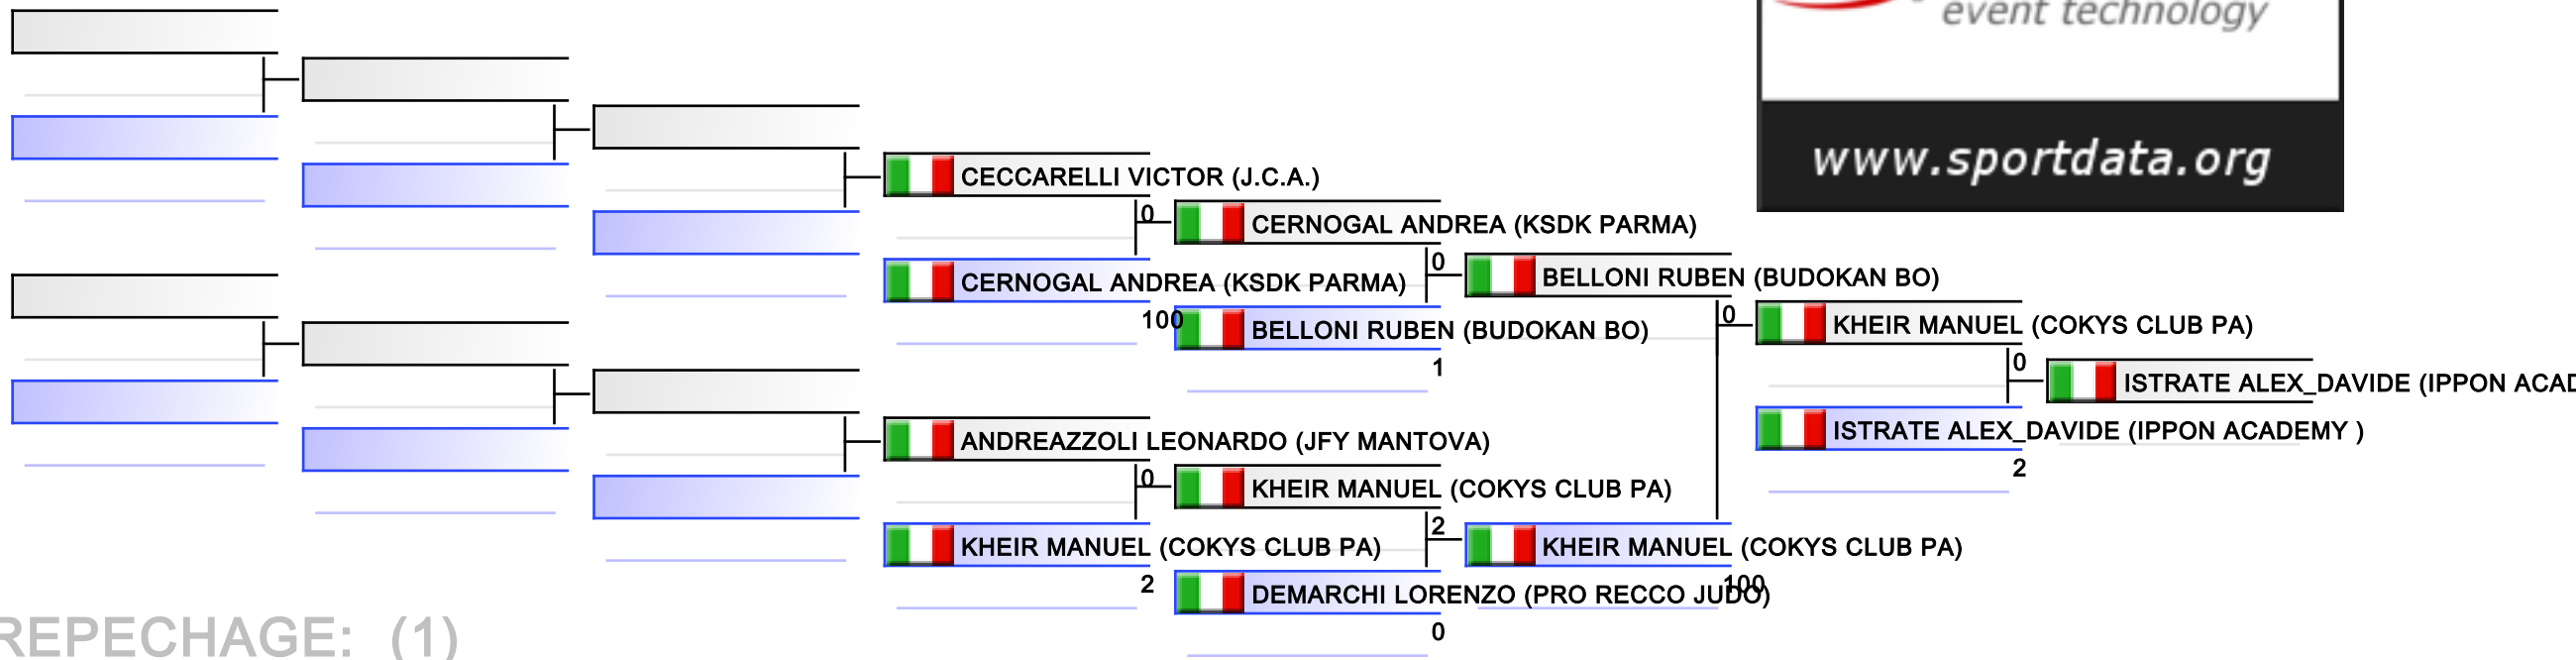 event technology
www.sportdata.org
CECCARELLI VICTOR (J.C.A.)
0
CERNOGAL ANDREA (KSDK PARMA)
CERNOGAL ANDREA (KSDK PARMA)
100
0
BELLONI RUBEN (BUDOKAN BO)
BELLONI RUBEN (BUDOKAN BO)
1
0
KHEIR MANUEL (COKYS CLUB PA)
0
ISTRATE ALEX_DAVIDE (IPPON ACAD
ISTRATE ALEX_DAVIDE (IPPON ACADEMY )
2
ANDREAZZOLI LEONARDO (JFY MANTOVA)
0
KHEIR MANUEL (COKYS CLUB PA)
KHEIR MANUEL (COKYS CLUB PA)
2
2
KHEIR MANUEL (COKYS CLUB PA)
100
DEMARCHI LORENZO (PRO RECCO JUDO)
0
REPECHAGE: (1)